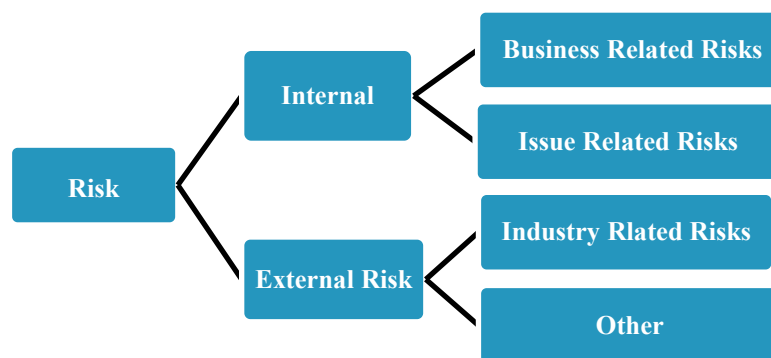 Business Related Risks
Internal
Issue Related Risks
Risk
Industry Rlated Risks
External Risk
Other